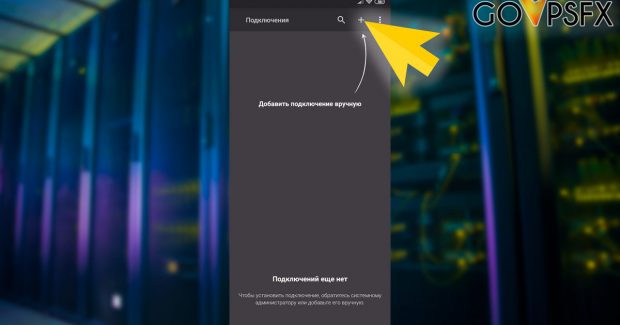 GOVPSFX
Подключения
Добавить подключение вручную
Подключений еще нет
Чтобы установить подключение, обратитесь системному
администратору или добавьте его вручную.